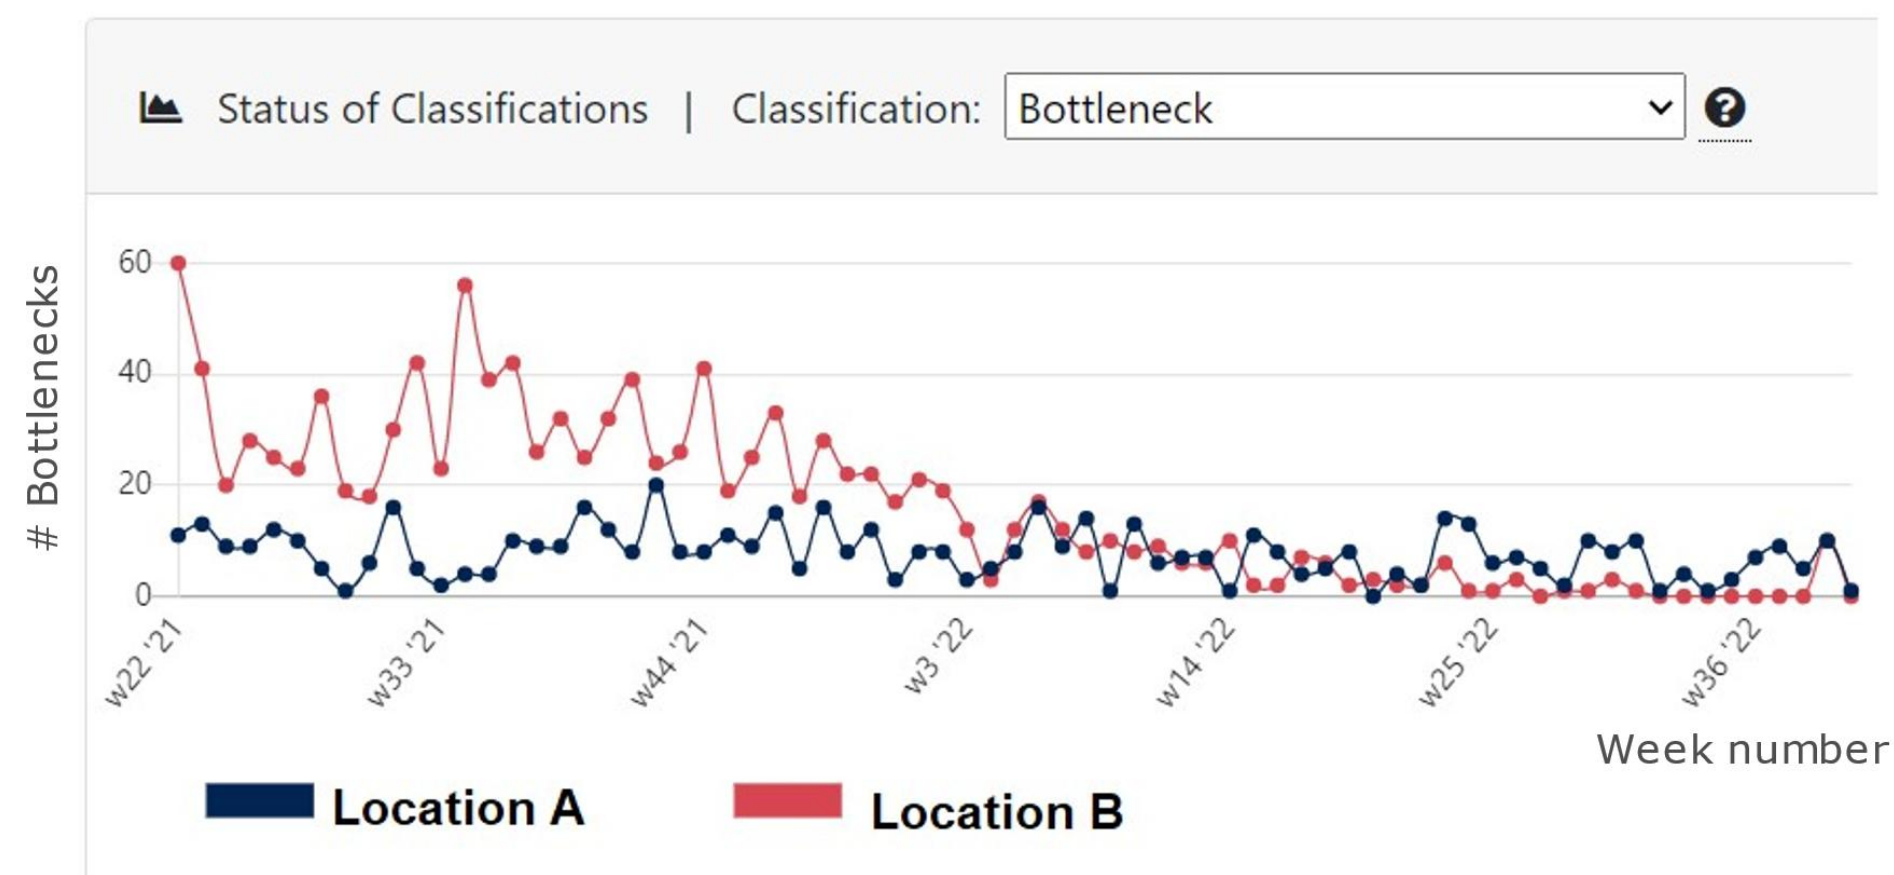 Status of Classifications | Classification: Bottleneck
# Bottlenecks
60
40
20
0
w22 '21
w33 '21
w44 '21
w3 '22
w14 '22
w25 '22
w36 '22
Week number
Location A
Location B